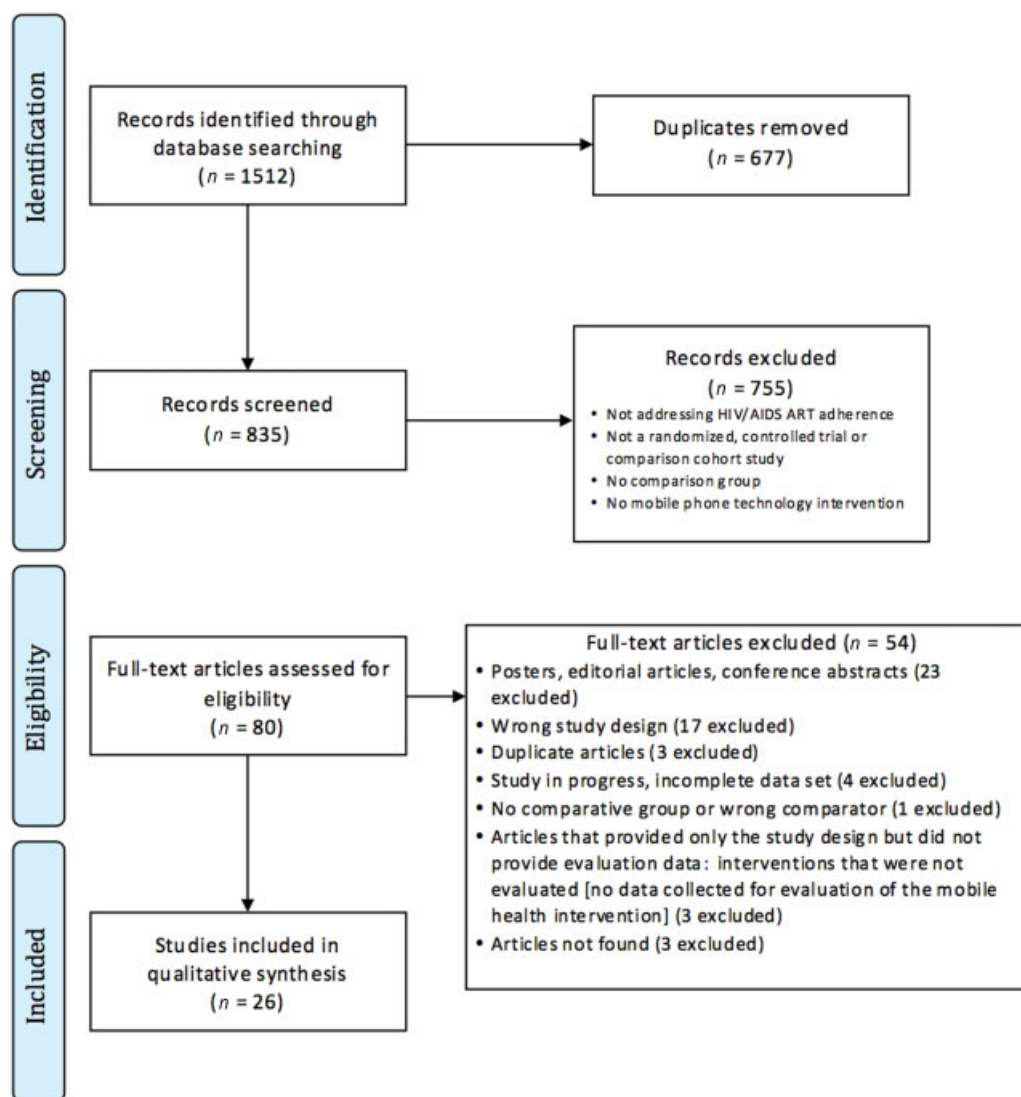 Identification
Records identified through
database searching
(n = 1512)
Duplicates removed
(n = 677)
Screening
Records screened
(n = 835)
Records excluded
(n = 755)
• Not addressing HIV/AIDS ART adherence
• Not a randomized, controlled trial or
comparison cohort study
• No comparison group
• No mobile phone technology intervention
Eligibility
Full-text articles assessed for
eligibility
(n = 80)
Full-text articles excluded (n = 54)
• Posters, editorial articles, conference abstracts (23
excluded)
• Wrong study design (17 excluded)
• Duplicate articles (3 excluded)
• Study in progress, incomplete data set (4 excluded)
• No comparative group or wrong comparator (1 excluded)
• Articles that provided only the study design but did not
provide evaluation data: interventions that were not
evaluated [no data collected for evaluation of the mobile
health intervention] (3 excluded)
• Articles not found (3 excluded)
Included
Studies included in
qualitative synthesis
(n = 26)